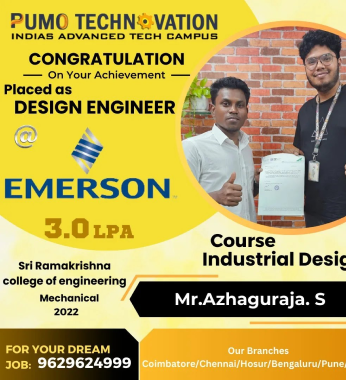 PUMO TECHNOVATION
INDIAS ADVANCED TECH CAMPUS
CONGRATULATION
On Your Achievement
Placed as
DESIGN ENGINEER
@
EMERSON
3.0 LPA
Sri Ramakrishna
college of engineering
Mechanical
2022
Course
Industrial Desig
Mr.Azhaguraja. S
FOR YOUR DREAM
JOB: 9629624999
Our Branches
Coimbatore/Chennai/Hosur/Bengaluru/Pune/